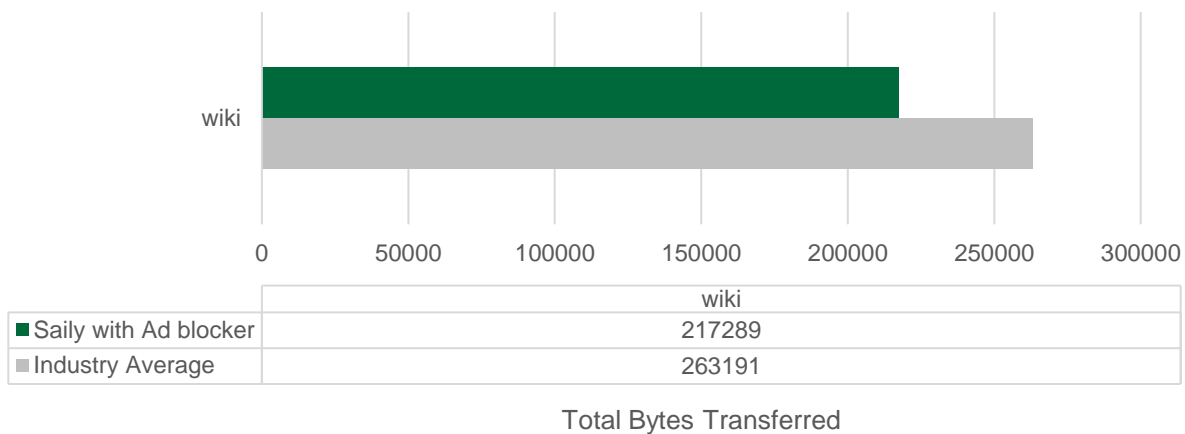 wiki
0 50000 100000 150000 200000 250000 300000
wiki
Saily with Ad blocker 217289
Industry Average 263191
Total Bytes Transferred